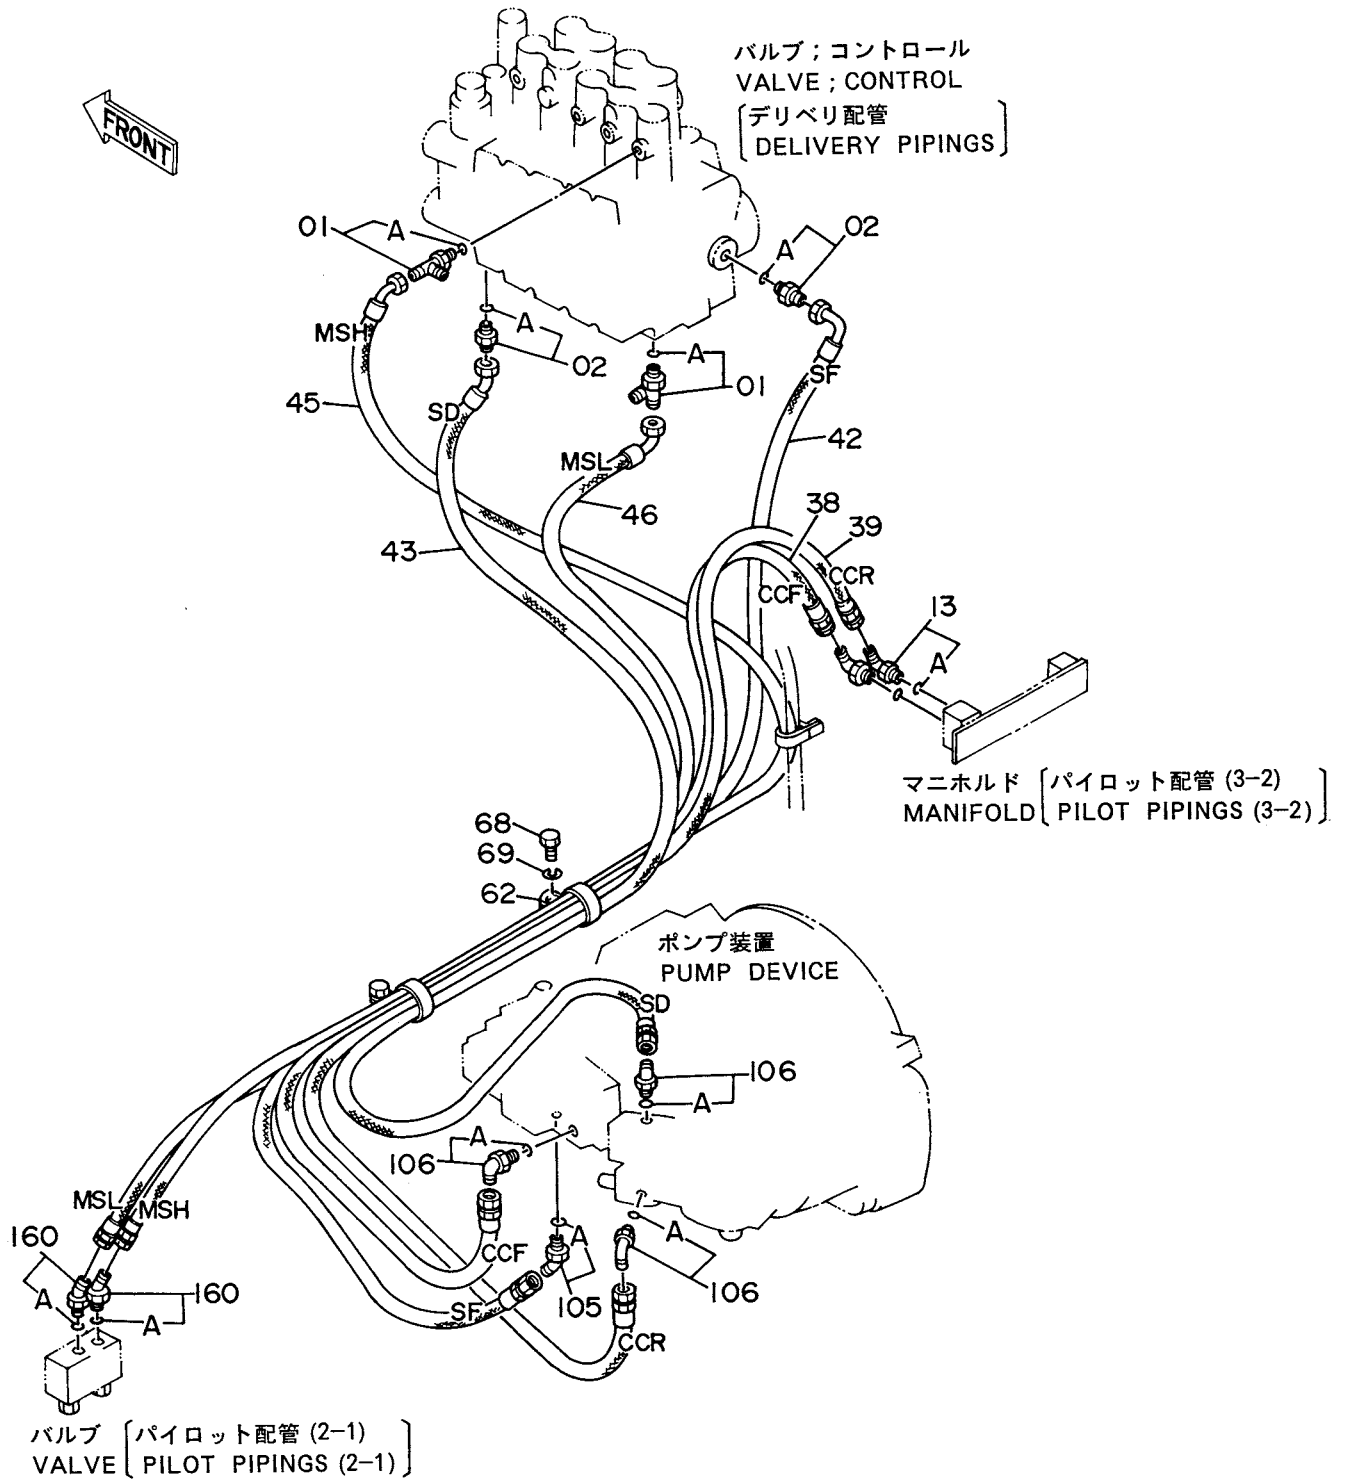 バルブ ; コントロール
VALVE ; CONTROL
デリベリ配管
DELIVERY PIPINGS
FRONT
01
A
A
02
MSH
A
02
A
01
SF
45
SD
42
MSL
46
38
39
43
CCF
CCR
13
A
マニホルド [パイロット配管 (3-2)]
MANIFOLD [PILOT PIPINGS (3-2)]
68
69
62
ポンプ装置
PUMP DEVICE
SD
106
A
A
106
MSL
MSH
160
A
A
CCF
106
160
A
A
SF
105
CCR
バルブ [パイロット配管 (2-1)]
VALVE [PILOT PIPINGS (2-1)]